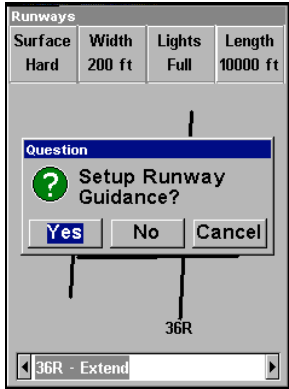 Runways
Surface Width Lights Length
Hard 200 ft Full 10000 ft
Question
Setup Runway
Guidance?
Yes No Cancel
36R
36R - Extend